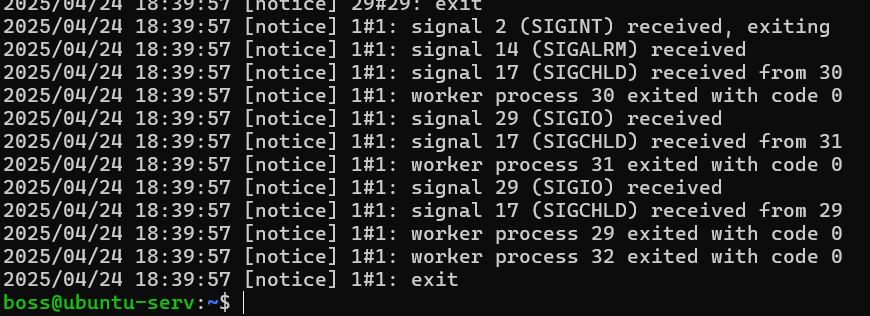 2025/04/24 18:39:57 [notice] 29#29: exit
2025/04/24 18:39:57 [notice] 1#1: signal 2 (SIGINT) received, exiting
2025/04/24 18:39:57 [notice] 1#1: signal 14 (SIGALRM) received
2025/04/24 18:39:57 [notice] 1#1: signal 17 (SIGCHLD) received from 30
2025/04/24 18:39:57 [notice] 1#1: worker process 30 exited with code 0
2025/04/24 18:39:57 [notice] 1#1: signal 29 (SIGIO) received
2025/04/24 18:39:57 [notice] 1#1: signal 17 (SIGCHLD) received from 31
2025/04/24 18:39:57 [notice] 1#1: worker process 31 exited with code 0
2025/04/24 18:39:57 [notice] 1#1: signal 29 (SIGIO) received
2025/04/24 18:39:57 [notice] 1#1: signal 17 (SIGCHLD) received from 29
2025/04/24 18:39:57 [notice] 1#1: worker process 29 exited with code 0
2025/04/24 18:39:57 [notice] 1#1: worker process 32 exited with code 0
2025/04/24 18:39:57 [notice] 1#1: exit
boss@ubuntu-serv:~$